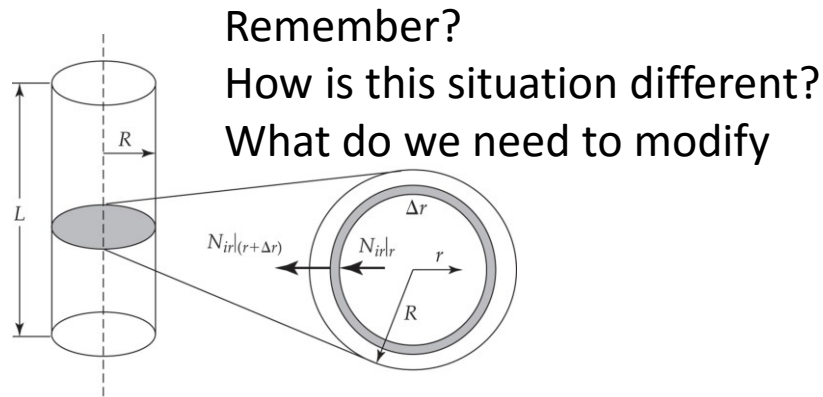 Remember?
How is this situation different?
What do we need to modify
R
L
Δr
N_{ir}|_{(r+Δr)}
N_{ir}|_r
r
R